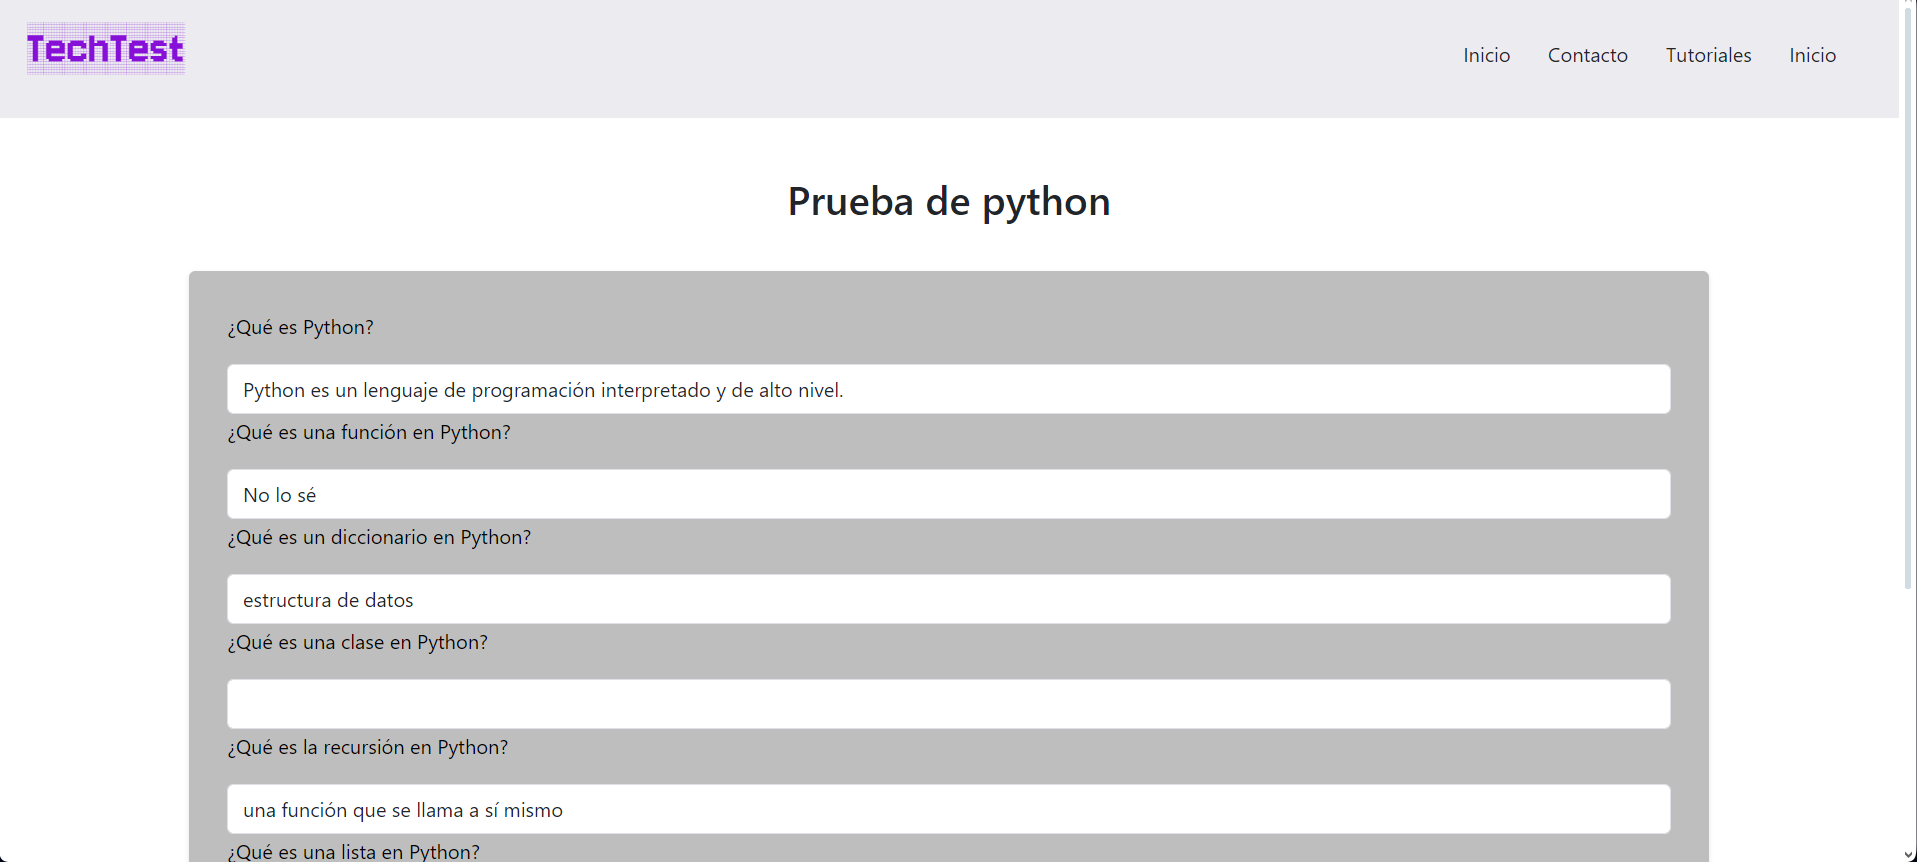 TechTest
Inicio Contacto Tutoriales Inicio
Prueba de python
¿Qué es Python?
Python es un lenguaje de programación interpretado y de alto nivel.
¿Qué es una función en Python?
No lo sé
¿Qué es un diccionario en Python?
estructura de datos
¿Qué es una clase en Python?
¿Qué es la recursión en Python?
una función que se llama a sí mismo
¿Qué es una lista en Python?